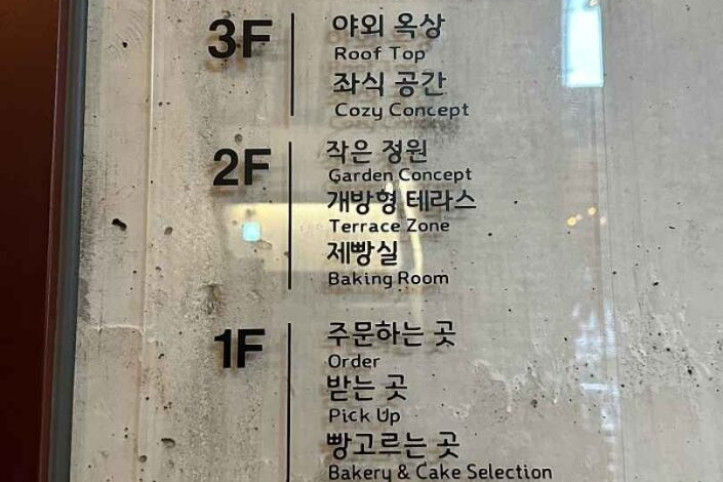 3F
야외 옥상
Roof Top
좌식 공간
Cozy Concept
2F
작은 정원
Garden Concept
개방형 테라스
Terrace Zone
제빵실
Baking Room
1F
주문하는 곳
Order
받는 곳
Pick Up
빵고르는 곳
Bakery & Cake Selection